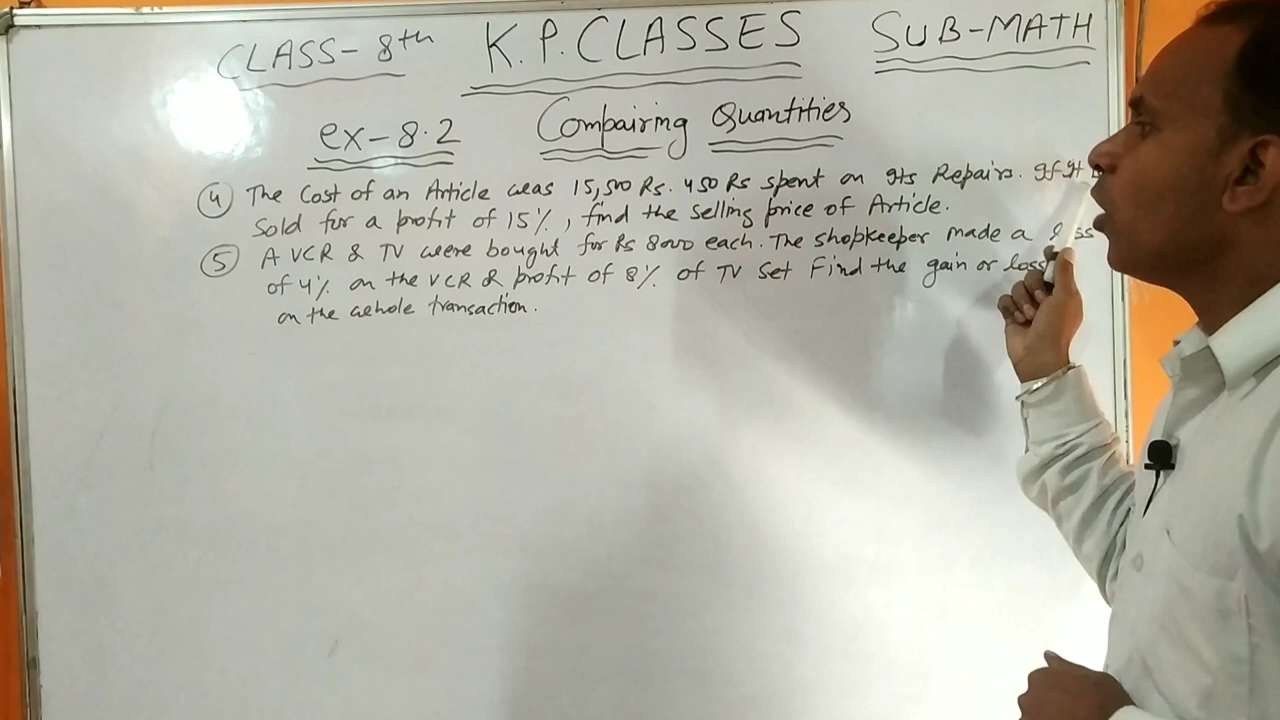 CLASS-8th K.P. CLASSES SUB-MATH
ex-8.2 Compairing Quantities
④ The Cost of an Article was 15,500 Rs. 450 Rs spent on Its Repairs. If It
Sold for a profit of 15%, find the selling price of Article.
⑤ A VCR & TV were bought for Rs 8000 each. The shopkeeper made a
of 4% on the VCR & profit of 8% of TV Set Find the gain or loss
on the whole transaction.